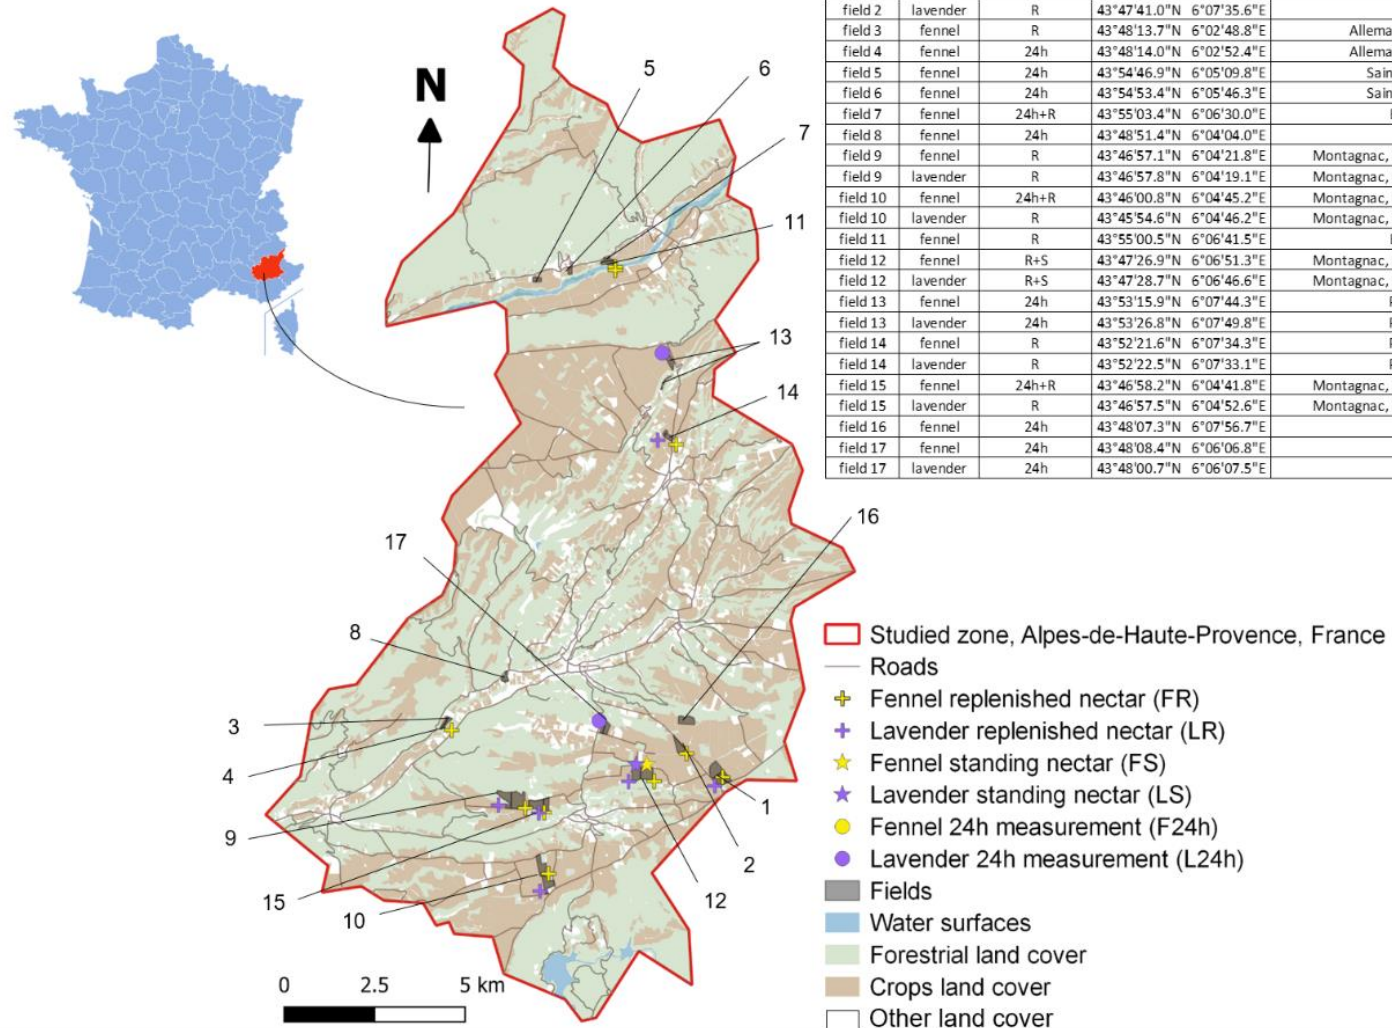 field 2 lavender R 43°47'41.0"N 6°07'35.6"E
field 3 fennel R 43°48'13.7"N 6°02'48.8"E Allema
field 4 fennel 24h 43°48'14.0"N 6°02'52.4"E Allema
field 5 fennel 24h 43°54'46.9"N 6°05'09.8"E Sain
field 6 fennel 24h 43°54'53.4"N 6°05'46.3"E Sain
field 7 fennel 24h+R 43°55'03.4"N 6°06'30.0"E
field 8 fennel 24h 43°48'51.4"N 6°04'04.0"E
field 9 fennel R 43°46'57.1"N 6°04'21.8"E Montagnac,
field 9 lavender R 43°46'57.8"N 6°04'19.1"E Montagnac,
field 10 fennel 24h+R 43°46'00.8"N 6°04'45.2"E Montagnac,
field 10 lavender R 43°45'54.6"N 6°04'46.2"E Montagnac,
field 11 fennel R 43°55'00.5"N 6°06'41.5"E
field 12 fennel R+S 43°47'26.9"N 6°06'51.3"E Montagnac,
field 12 lavender R+S 43°47'28.7"N 6°06'46.6"E Montagnac,
field 13 fennel 24h 43°53'15.9"N 6°07'44.3"E
field 13 lavender 24h 43°53'26.8"N 6°07'49.8"E
field 14 fennel R 43°52'21.6"N 6°07'34.3"E
field 14 lavender R 43°52'22.5"N 6°07'33.1"E
field 15 fennel 24h+R 43°46'58.2"N 6°04'41.8"E Montagnac,
field 15 lavender R 43°46'57.5"N 6°04'52.6"E Montagnac,
field 16 fennel 24h 43°48'07.3"N 6°07'56.7"E
field 17 fennel 24h 43°48'08.4"N 6°06'06.8"E
field 17 lavender 24h 43°48'00.7"N 6°06'07.5"E
N
5
6
7
11
13
14
16
17
8
3
4
9
15
10
1
2
12
0 2.5 5 km
Studied zone, Alpes-de-Haute-Provence, France
Roads
Fennel replenished nectar (FR)
Lavender replenished nectar (LR)
Fennel standing nectar (FS)
Lavender standing nectar (LS)
Fennel 24h measurement (F24h)
Lavender 24h measurement (L24h)
Fields
Water surfaces
Forestrial land cover
Crops land cover
Other land cover